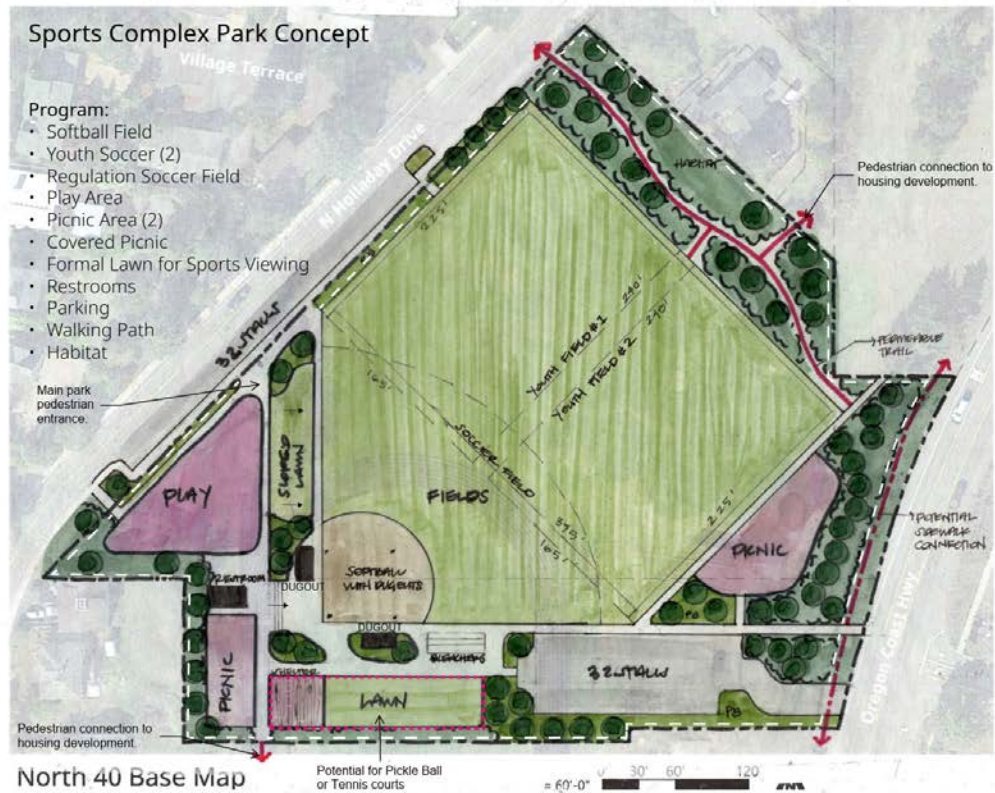 Sports Complex Park Concept
Village Terrace
Program:
• Softball Field
• Youth Soccer (2)
• Regulation Soccer Field
• Play Area
• Picnic Area (2)
• Covered Picnic
• Formal Lawn for Sports Viewing
• Restrooms
• Parking
• Walking Path
• Habitat
N Holladay Drive
HABITAT
Pedestrian connection to
housing development.
225'
YOUTH FIELD #1
240'
YOUTH FIELD #2
240'
PERMEABLE
TRAIL
32 STALLS
Main park
pedestrian
entrance.
165'
SOCCER FIELD
SLOPED
LAWN
PLAY
FIELDS
225'
395'
165'
PICNIC
POTENTIAL
SIDEWALK
CONNECTION
RESTROOM
DUGOUT
SOFTBALL
WITH DUGOUTS
DUGOUT
BLEACHERS
SHELTER
PICNIC
LAWN
32 STALLS
Oregon Coast Hwy
Pedestrian connection to
housing development.
North 40 Base Map
Potential for Pickle Ball
or Tennis courts
= 60'-0"
0' 30' 60' 120